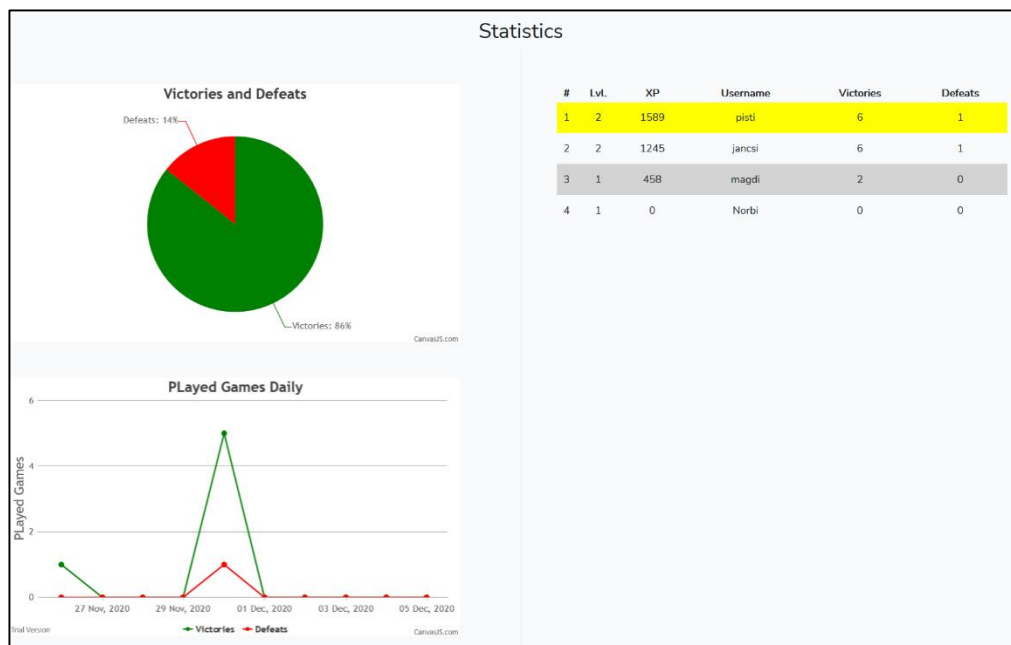 Statistics
Victories and Defeats
Defeats: 14%
Victories: 86%
CanvasJS.com
PLayed Games Daily
PLayed Games
6
4
2
0
27 Nov, 2020 29 Nov, 2020 01 Dec, 2020 03 Dec, 2020 05 Dec, 2020
Trial Version
Victories Defeats
CanvasJS.com
# Lvl. XP Username Victories Defeats
1 2 1589 pisti 6 1
2 2 1245 jancsi 6 1
3 1 458 magdi 2 0
4 1 0 Norbi 0 0